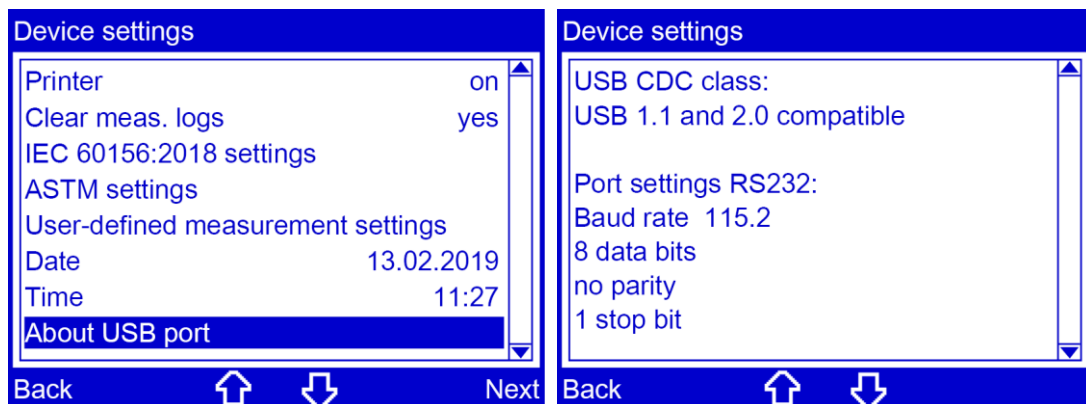 Device settings
Printer on
Clear meas. logs yes
IEC 60156:2018 settings
ASTM settings
User-defined measurement settings
Date 13.02.2019
Time 11:27
About USB port
Back Next
Device settings
USB CDC class:
USB 1.1 and 2.0 compatible
Port settings RS232:
Baud rate 115.2
8 data bits
no parity
1 stop bit
Back